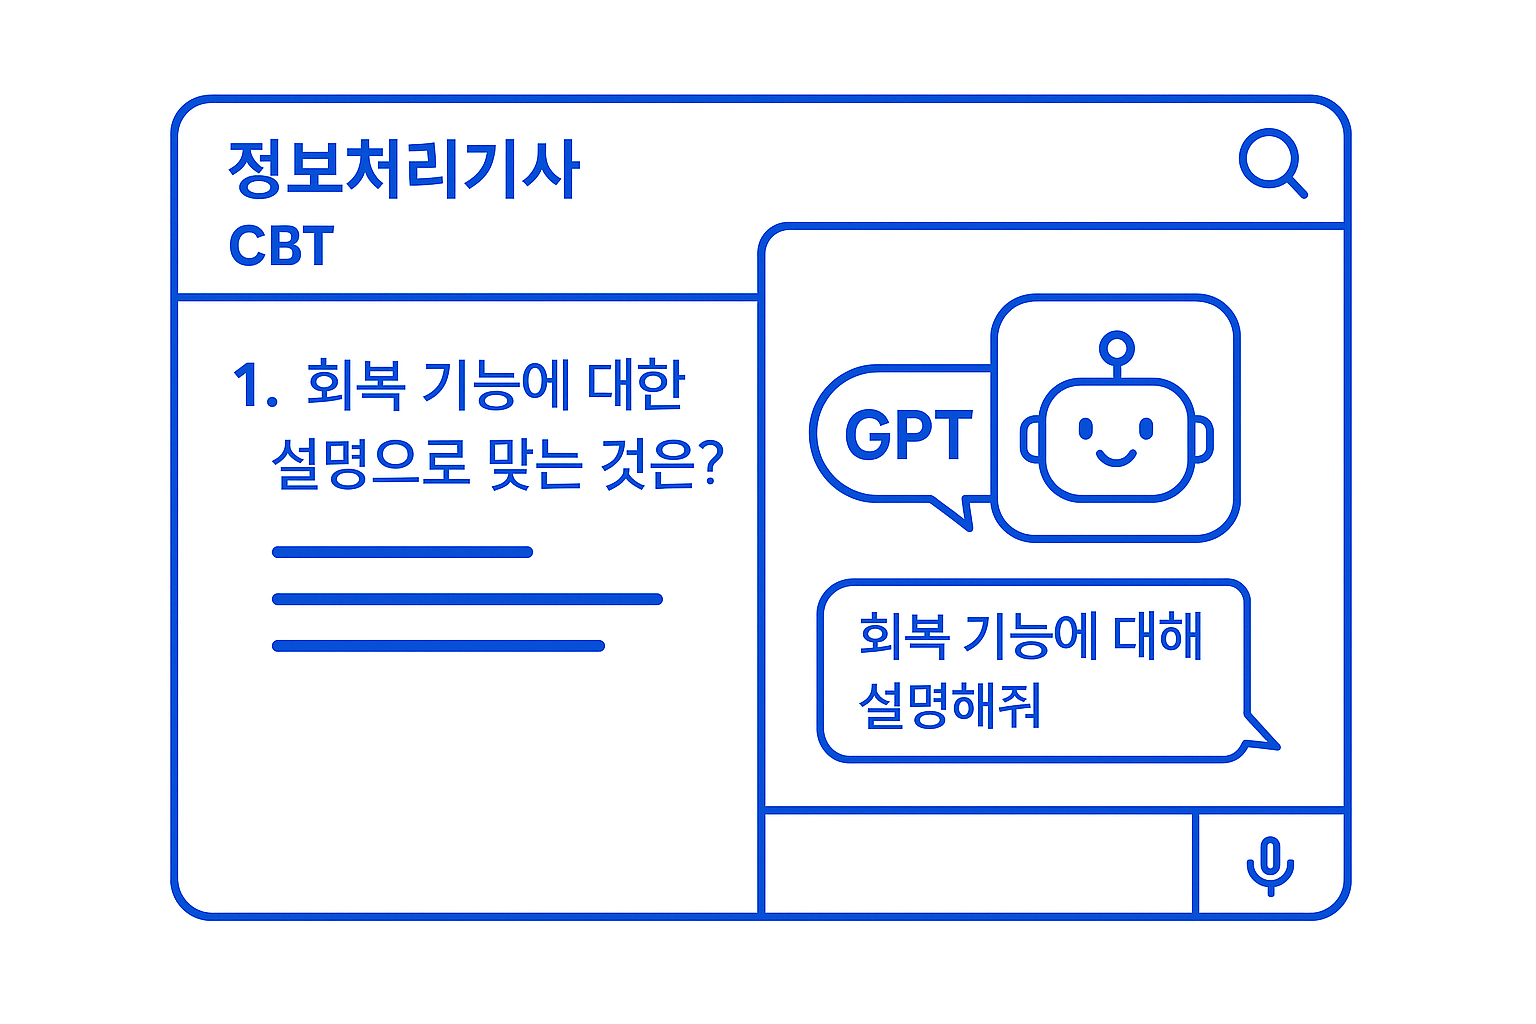 정보처리기사
CBT
1. 회복 기능에 대한
설명으로 맞는 것은?
GPT
회복 기능에 대해
설명해줘